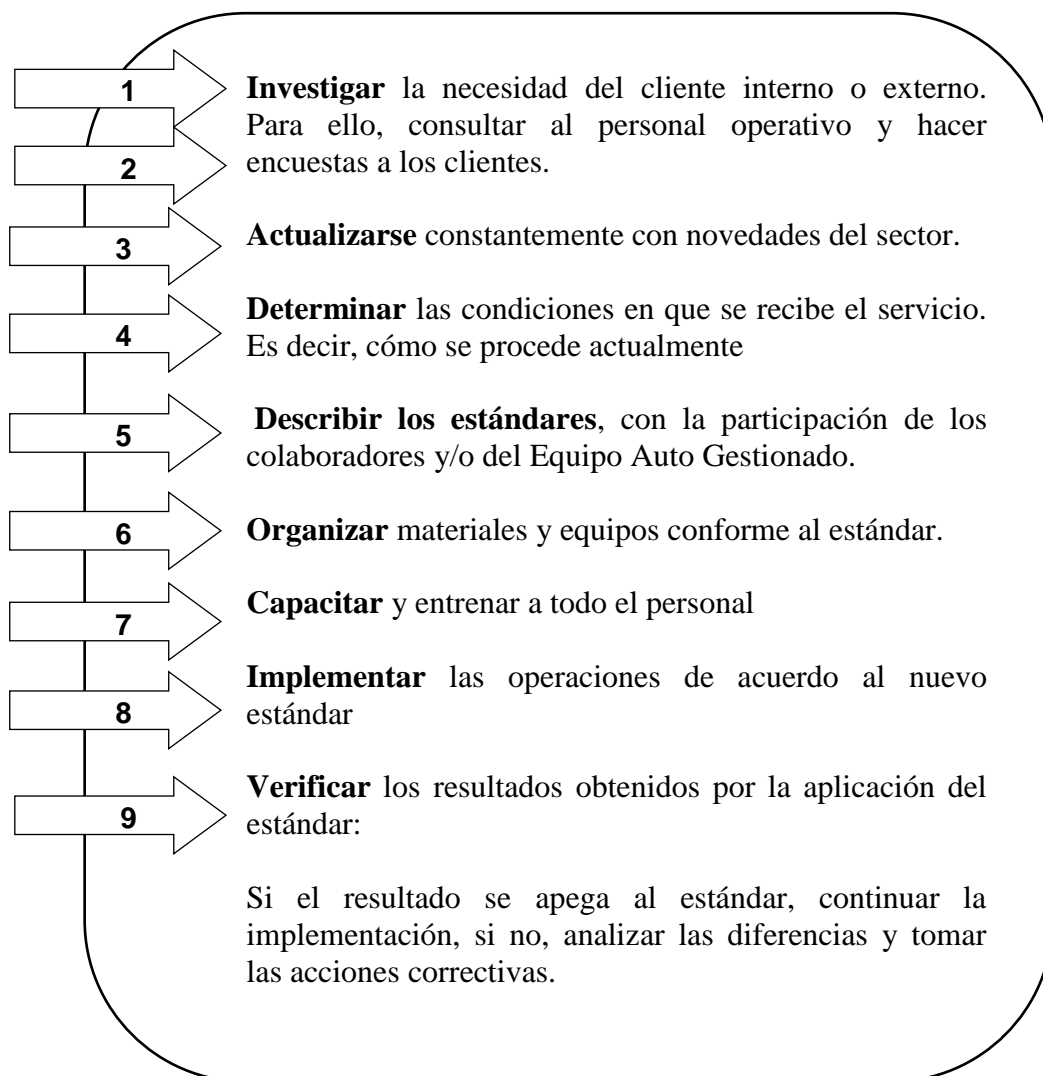 1
Investigar la necesidad del cliente interno o externo.
Para ello, consultar al personal operativo y hacer
2
encuestas a los clientes.
3
Actualizarse constantemente con novedades del sector.
Determinar las condiciones en que se recibe el servicio.
4
Es decir, cómo se procede actualmente
5
Describir los estándares, con la participación de los
colaboradores y/o del Equipo Auto Gestionado.
6
Organizar materiales y equipos conforme al estándar.
Capacitar y entrenar a todo el personal
7
Implementar las operaciones de acuerdo al nuevo
8
estándar
Verificar los resultados obtenidos por la aplicación del
9
estándar:
Si el resultado se apega al estándar, continuar la
implementación, si no, analizar las diferencias y tomar
las acciones correctivas.